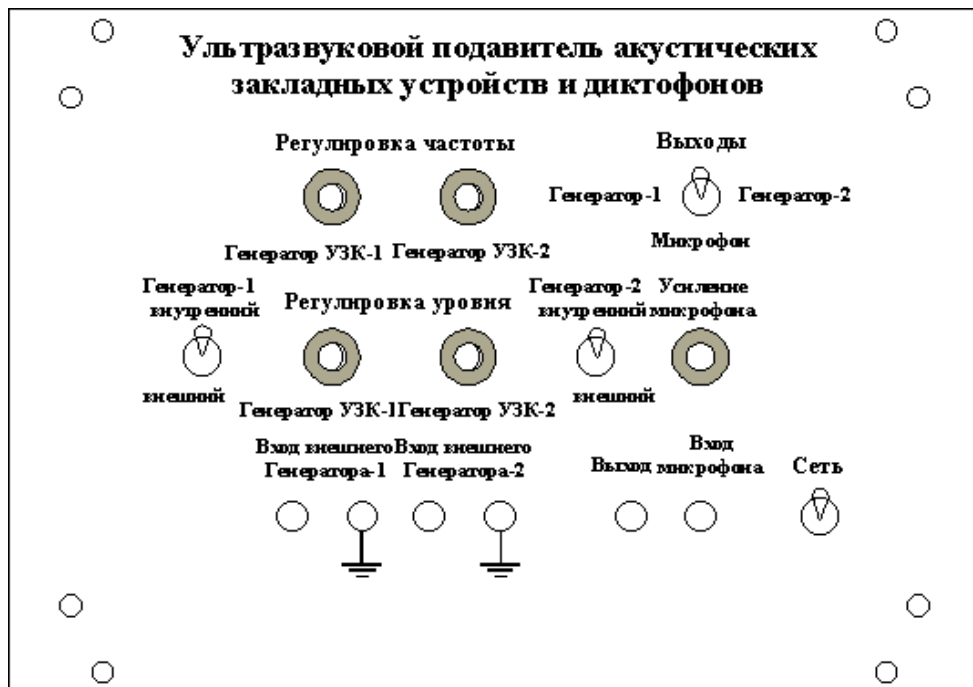 Ультразвуковой подавитель акустических
закладных устройств и диктофонов
Регулировка частоты
Выходы
Генератор-1
Генератор-2
Микрофон
Генератор УЗК-1
Генератор УЗК-2
Генератор-1
внутренний
Регулировка уровня
Генератор-2
внутренний
Усиление
микрофона
внешний
внешний
Генератор УЗК-1
Генератор УЗК-2
Вход внешнего
Генератора-1
Вход внешнего
Генератора-2
Выход
Вход
микрофона
Сеть